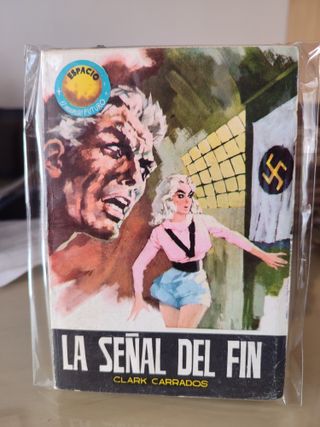 ESPACIO
EL MUNDO FUTURO
LA SEÑAL DEL FIN
CLARK CARRADOS